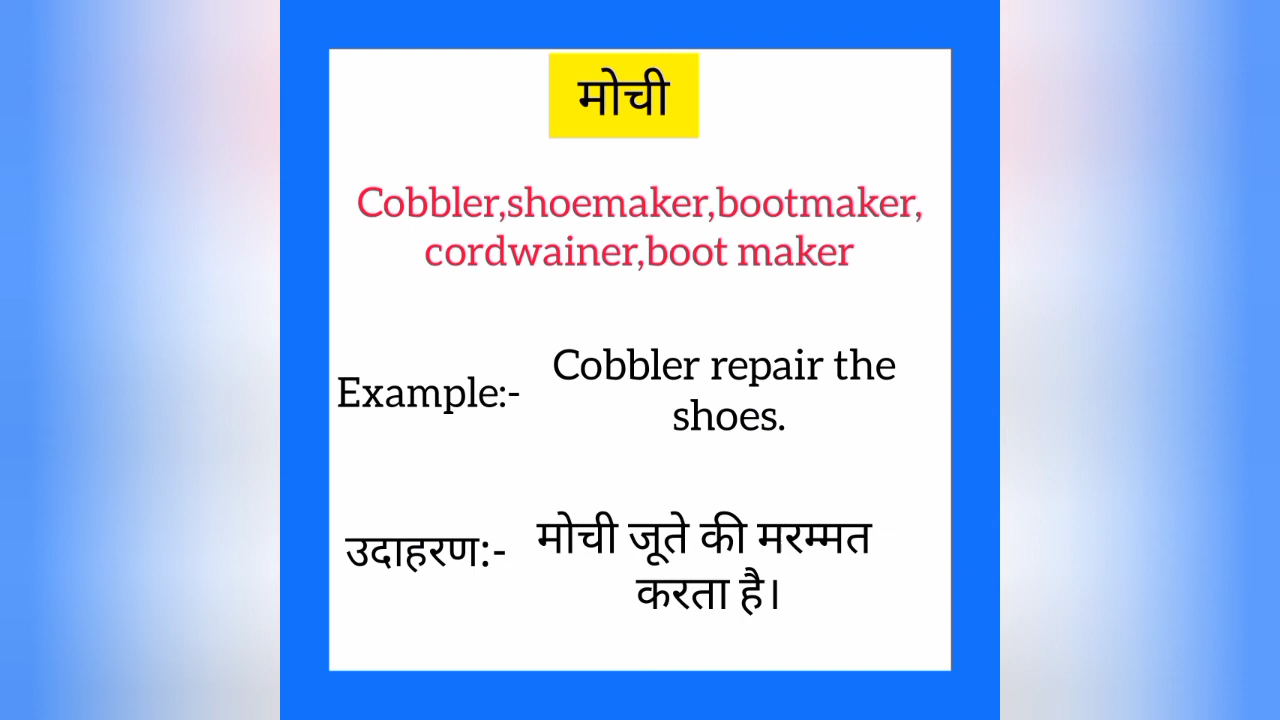 मोची
Cobbler,shoemaker,bootmaker,
cordwainer,boot maker
Example:-
Cobbler repair the
shoes.
उदाहरण:-
मोची जूते की मरम्मत
करता है।